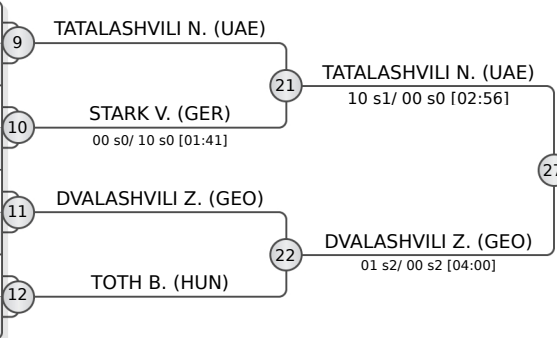 TATALASHVILI N. (UAE)
9
21
TATALASHVILI N. (UAE)
10 s1/ 00 s0 [02:56]
STARK V. (GER)
10
00 s0/ 10 s0 [01:41]
27
DVALASHVILI Z. (GEO)
11
22
DVALASHVILI Z. (GEO)
01 s2/ 00 s2 [04:00]
TOTH B. (HUN)
12